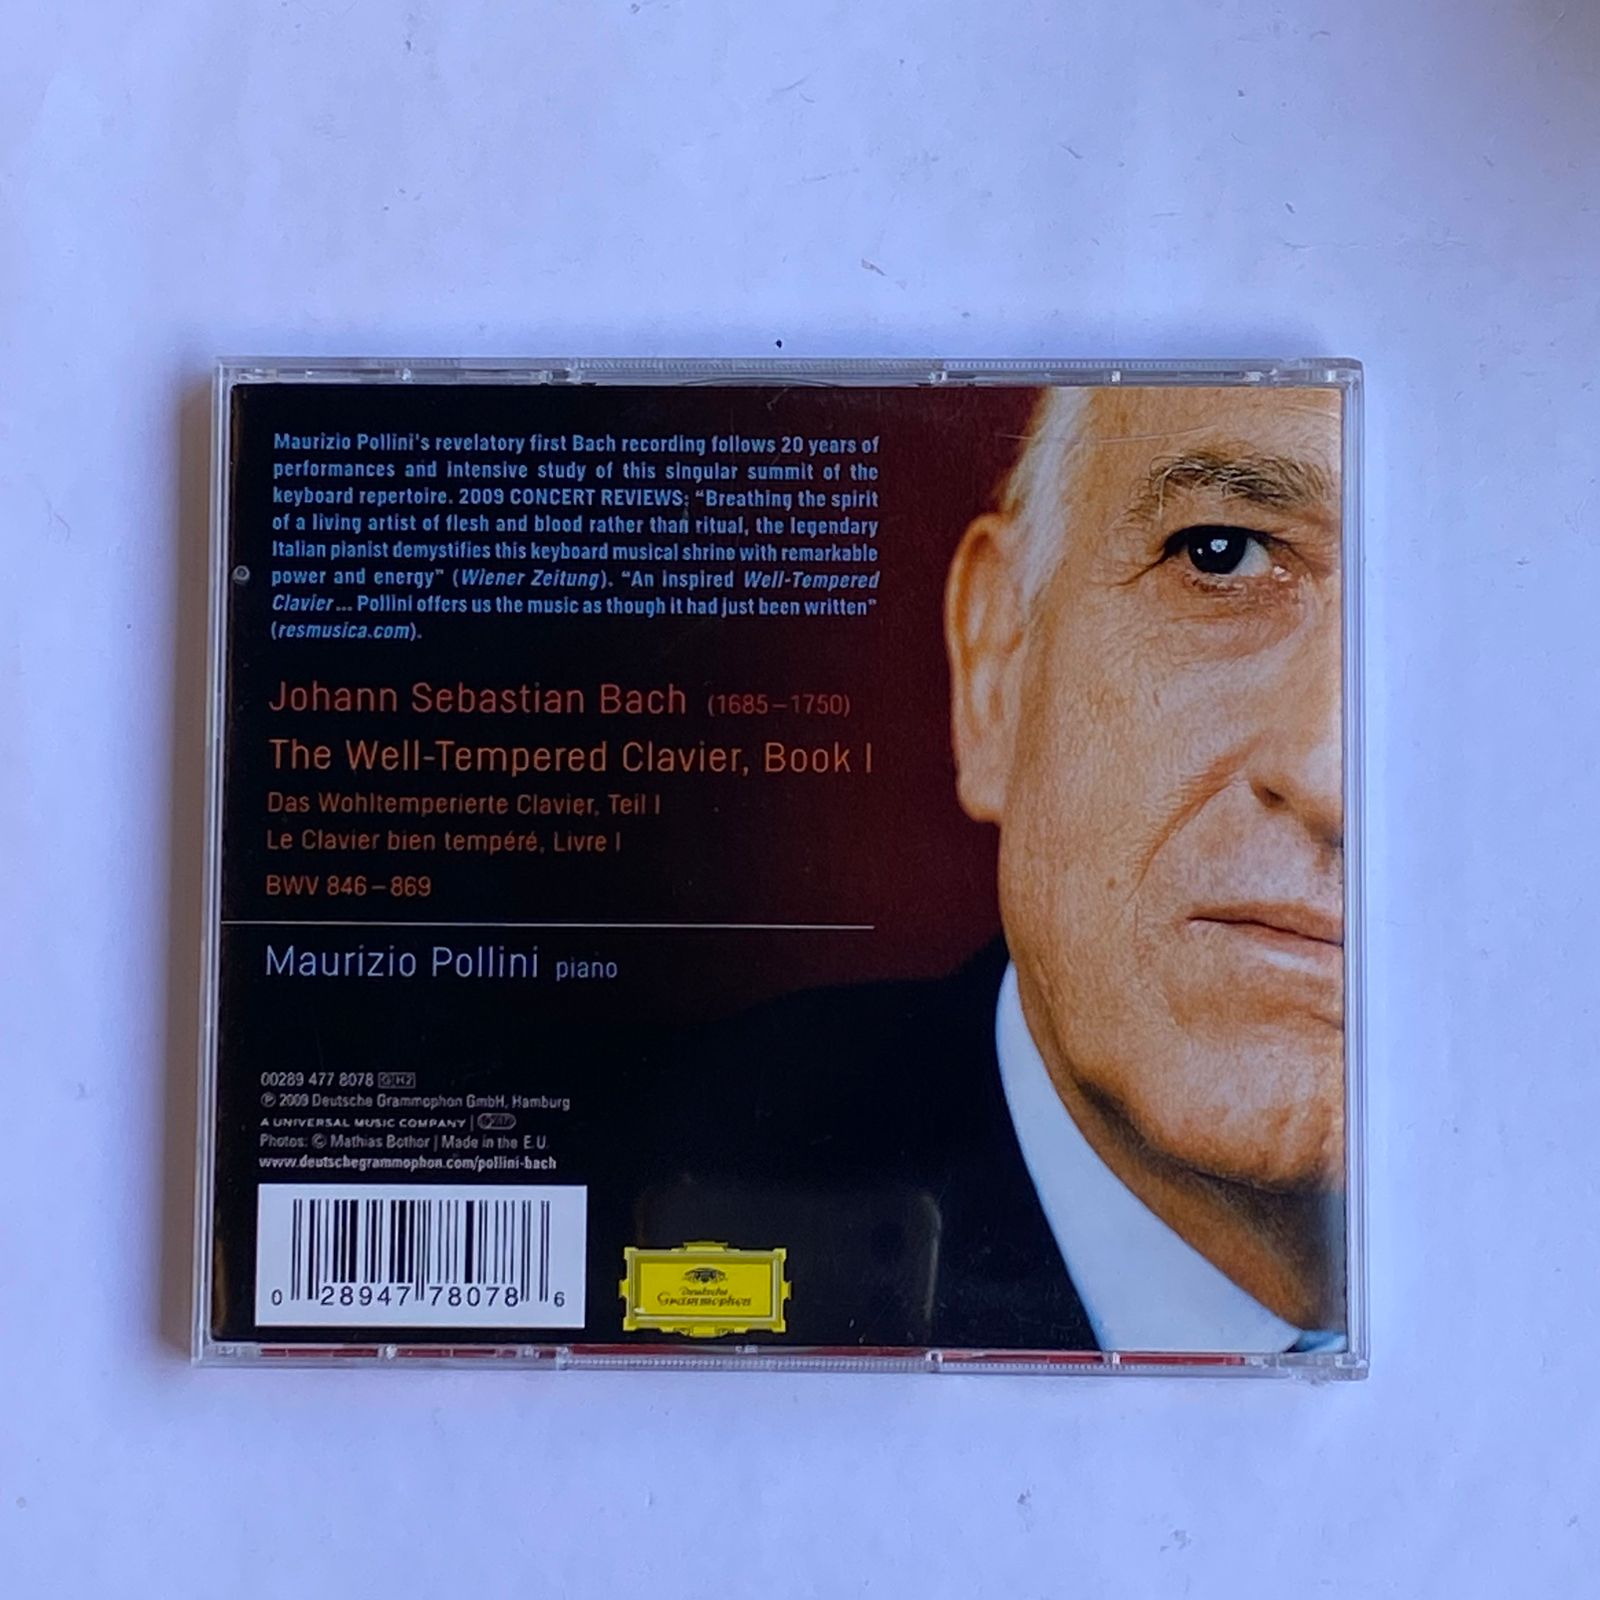 Maurizio Pollini's revelatory first Bach recording follows 20 years of
performances and intensive study of this singular summit of the
keyboard repertoire. 2009 CONCERT REVIEWS: “Breathing the spirit
of a living artist of flesh and blood rather than ritual, the legendary
Italian pianist demystifies this keyboard musical shrine with remarkable
power and energy” (Wiener Zeitung). “An inspired Well-Tempered
Clavier... Pollini offers us the music as though it had just been written”
(resmusica.com).
Johann Sebastian Bach (1685–1750)
The Well-Tempered Clavier, Book I
Das Wohltemperierte Clavier, Teil I
Le Clavier bien tempéré, Livre I
BWV 846–869
Maurizio Pollini piano
00289 477 8078 GH2
℗ 2009 Deutsche Grammophon GmbH, Hamburg
A UNIVERSAL MUSIC COMPANY |
Photos: © Mathias Bothor | Made in the E.U.
www.deutschegrammophon.com/pollini-bach
0 28947 78078 6
Deutsche
Grammophon